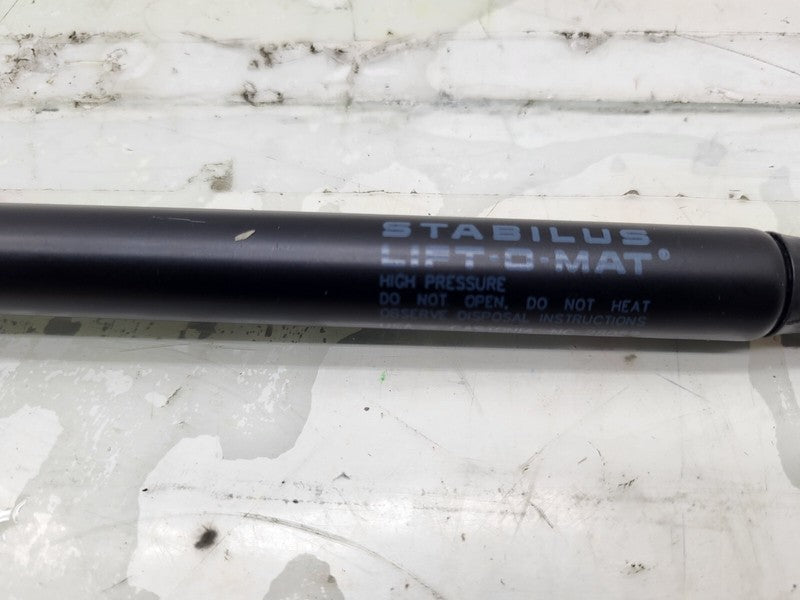 STABILUS
LIFT-O-MAT®
HIGH PRESSURE
DO NOT OPEN, DO NOT HEAT
OBSERVE DISPOSAL INSTRUCTIONS